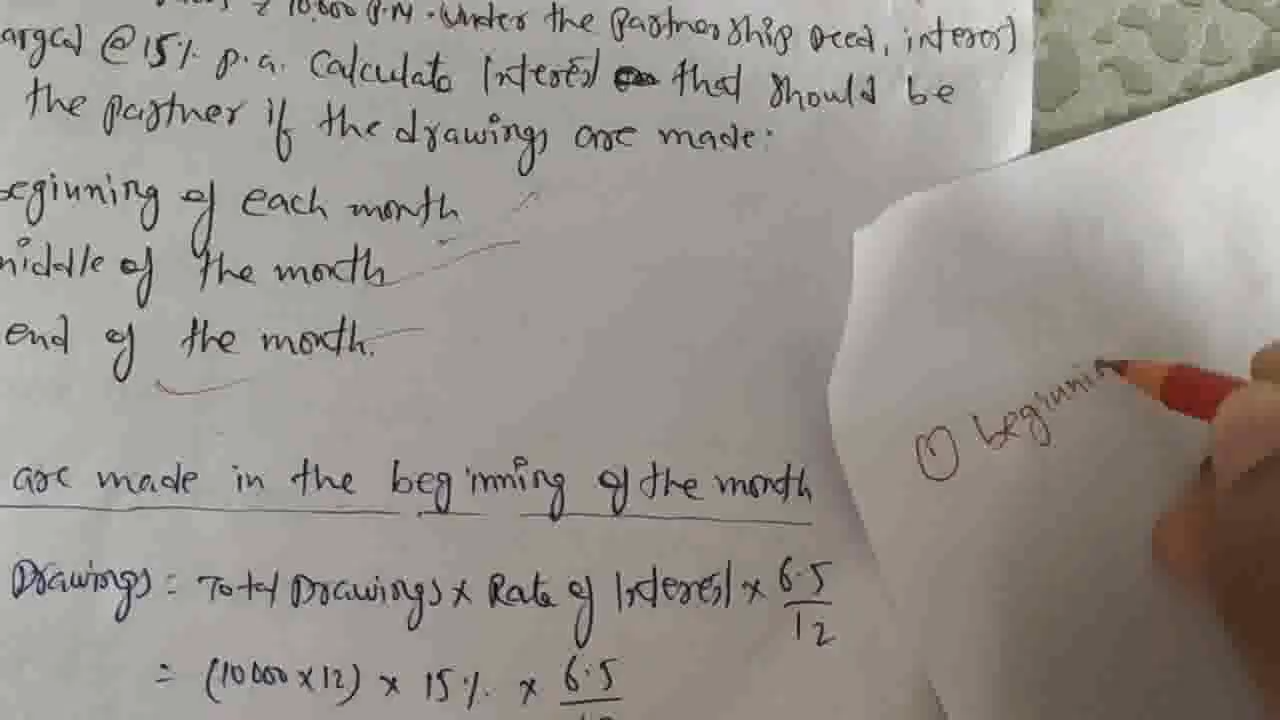 ₹ 10,000 P.M. Under the Partnership Deed, interest
arged @ 15% p.a. Calculate Interest that should be
the partner if the drawings are made:
beginning of each month
middle of the month
end of the month.
① beginnin
are made in the beginning of the month
Drawings = Total Drawings × Rate of Interest × 6.5/12
= (10000 × 12) × 15% × 6.5